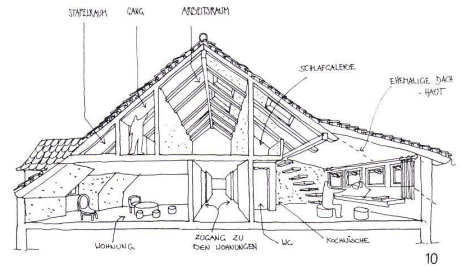 STAPELRAUM
GANG
ARBEITSRAUM
SCHLAFGALERIE
EHEMALIGE DACH
-HAUT
WOHNUNG
ZUGANG ZU
DEN WOHNUNGEN
WC
KOCHNISCHE
10